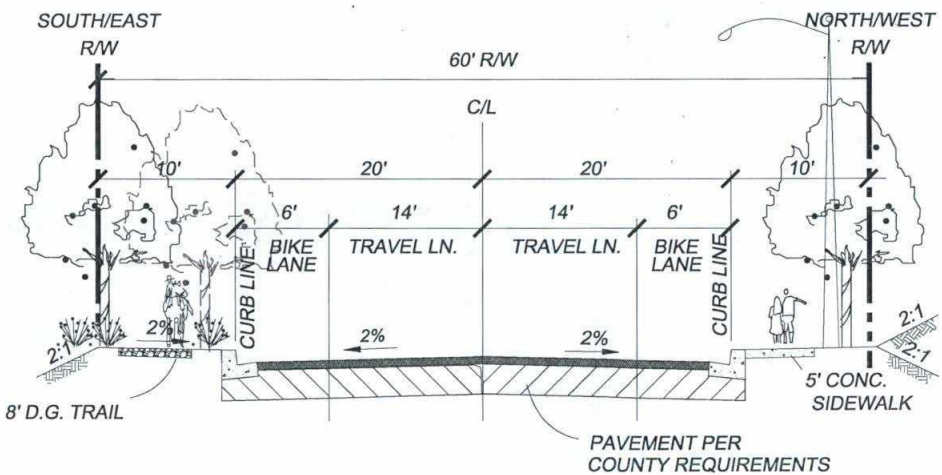 SOUTH/EAST
R/W
NORTH/WEST
R/W
60' R/W
C/L
10'
20'
20'
10'
6'
14'
14'
6'
BIKE
LANE
TRAVEL LN.
TRAVEL LN.
BIKE
LANE
CURB LINE
CURB LINE
2%
2%
2%
2:1
2:1
2:1
8' D.G. TRAIL
5' CONC.
SIDEWALK
PAVEMENT PER
COUNTY REQUIREMENTS